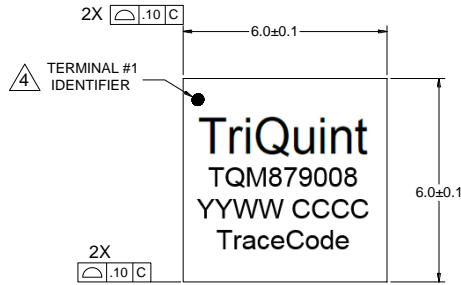 2X ⌓ .10 C
6.0±0.1
4 TERMINAL #1
IDENTIFIER
TriQuint
TQM879008
YYWW CCCC
TraceCode
6.0±0.1
2X
⌓ .10 C